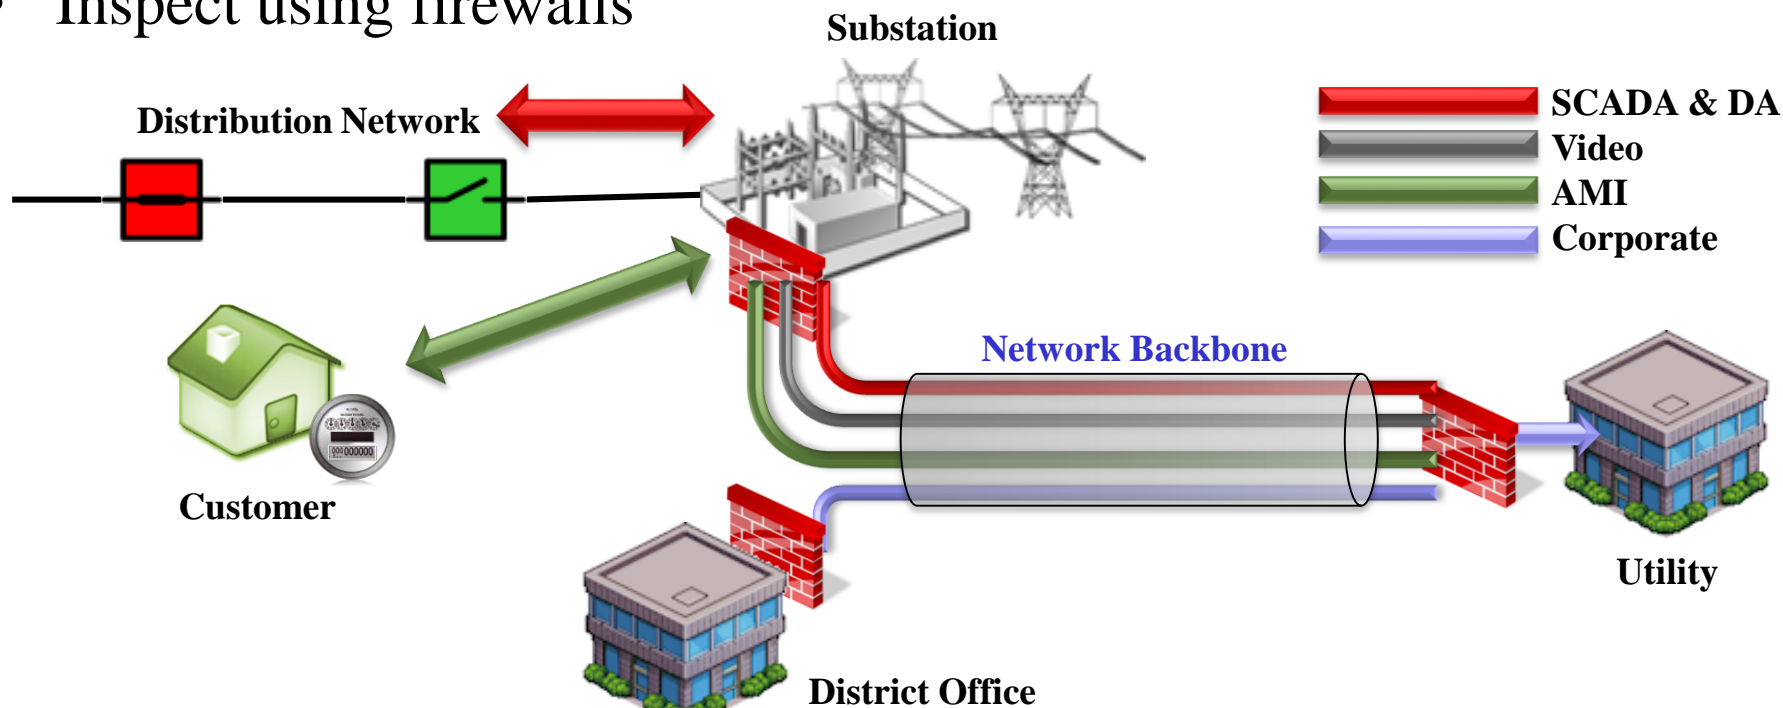 • Inspect using firewalls
Substation
Distribution Network
SCADA & DA
Video
AMI
Corporate
Network Backbone
Customer
Utility
District Office